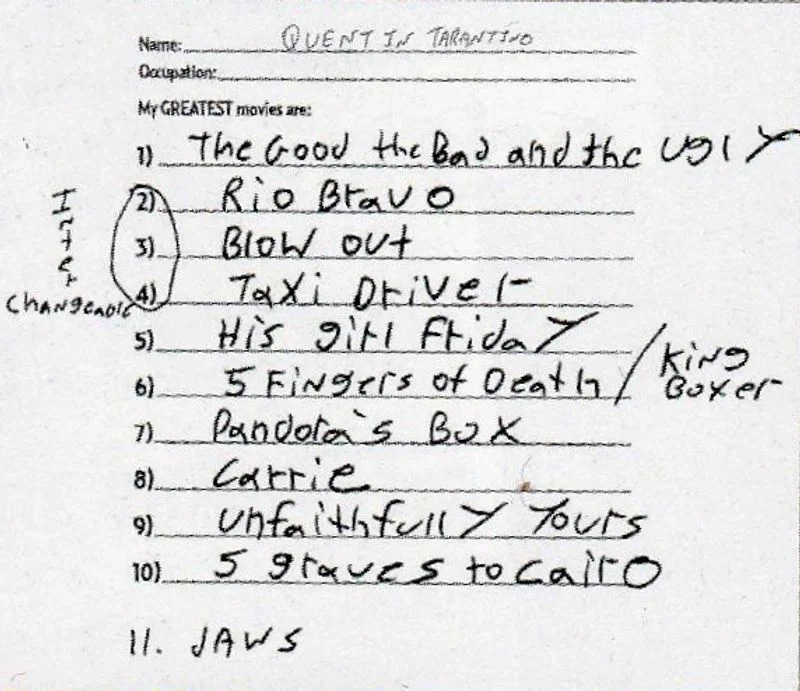 Name: QUENTIN TARANTINO
Occupation:
My GREATEST movies are:
1) The Good the Bad and the Ugly
2) Rio Bravo
3) Blow out
4) Taxi Driver
Interchangeable
5) His girl Friday
6) 5 Fingers of Death / King Boxer
7) Pandora's Box
8) Carrie
9) unfaithfully Yours
10) 5 graves to Cairo
11. JAWS